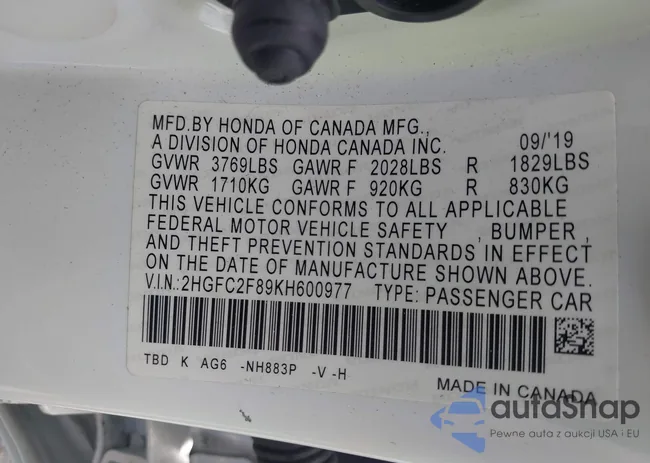 MFD.BY HONDA OF CANADA MFG.,
A DIVISION OF HONDA CANADA INC. 09/'19
GVWR 3769LBS GAWR F 2028LBS R 1829LBS
GVWR 1710KG GAWR F 920KG R 830KG
THIS VEHICLE CONFORMS TO ALL APPLICABLE
FEDERAL MOTOR VEHICLE SAFETY , BUMPER,
AND THEFT PREVENTION STANDARDS IN EFFECT
ON THE DATE OF MANUFACTURE SHOWN ABOVE.
V.I.N.:2HGFC2F89KH600977 TYPE: PASSENGER CAR
TBD K AG6 -NH883P -V -H
MADE IN CANADA
autaSnap
Pewne auta z aukcji USA i EU